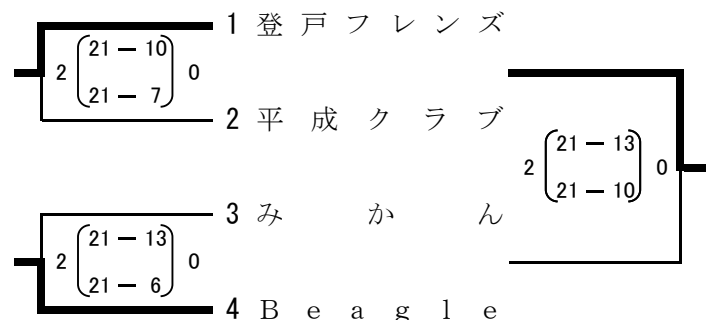 1 登戸フレンズ
2 (21 － 10 21 － 7) 0
2 平成クラブ
2 (21 － 13 21 － 10) 0
3 みかん
2 (21 － 13 21 － 6) 0
4 Beagle